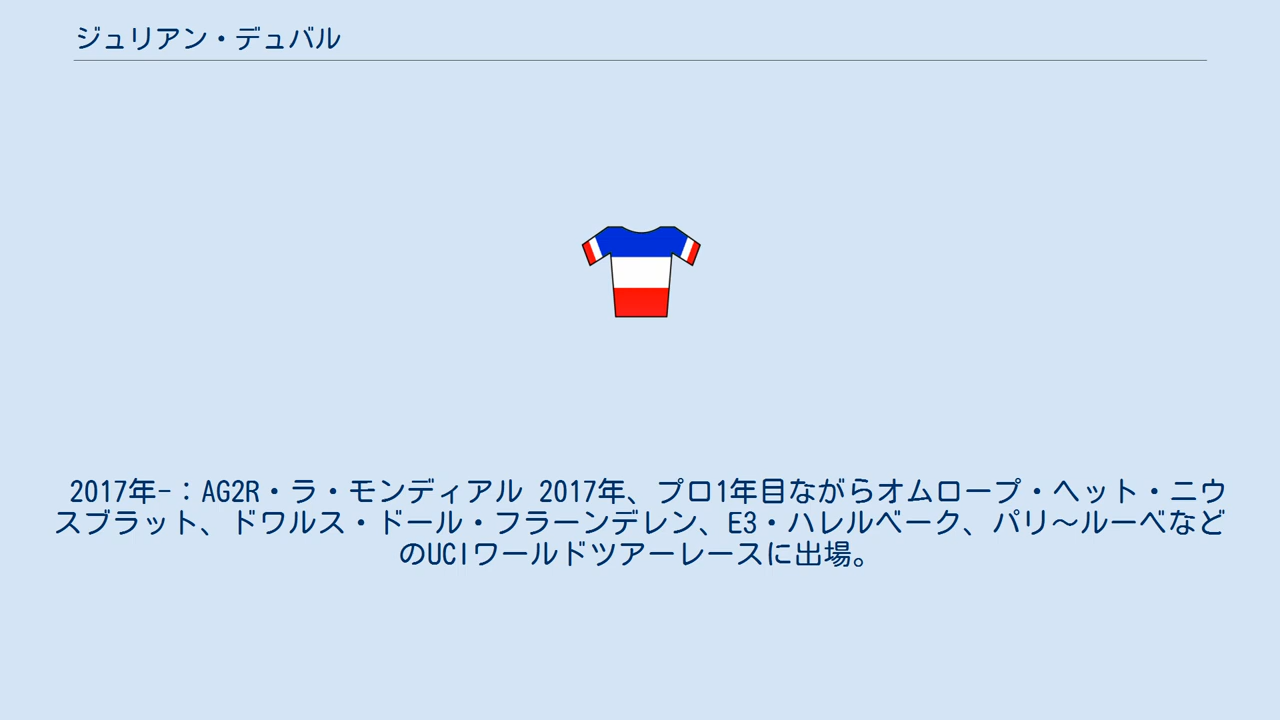 ジュリアン・デュバル
2017年-：AG2R・ラ・モンディアル 2017年、プロ1年目ながらオムロープ・ヘット・ニウ
スブラット、ドワルス・ドール・フラーンデレン、E3・ハレルベーク、パリ〜ルーベなど
のUCIワールドツアーレースに出場。